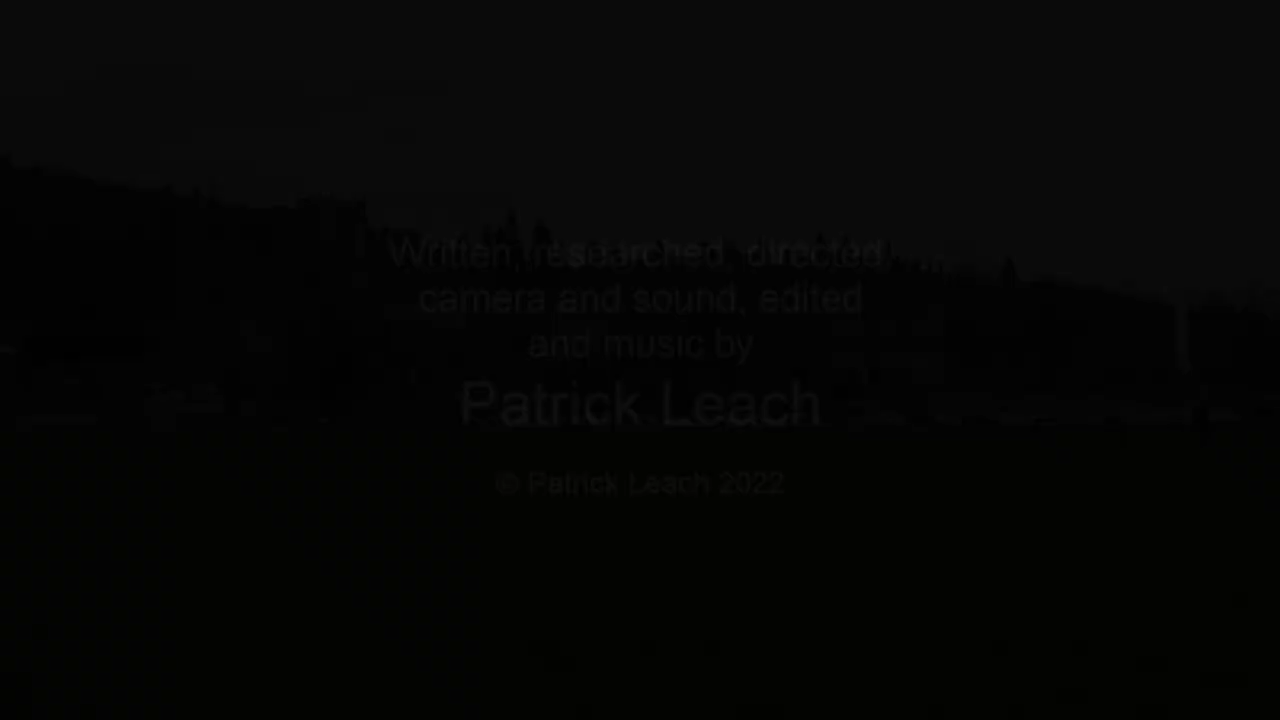 Written, researched, directed,
camera and sound, edited
and music by
Patrick Leach
© Patrick Leach 2022